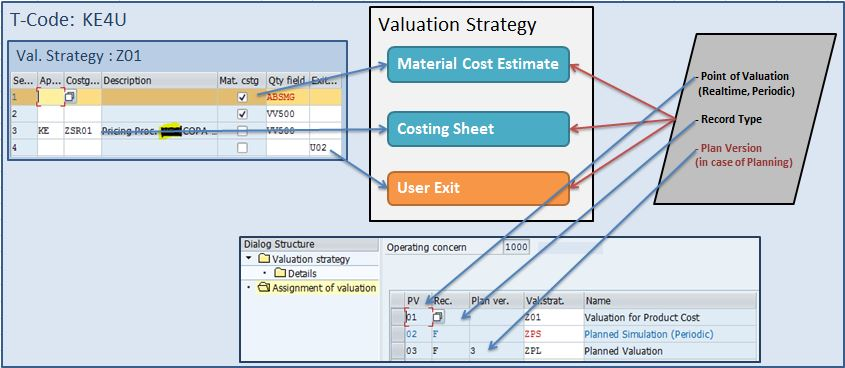 T-Code: KE4U
Val. Strategy : Z01
Se... Ap... Costg... Description Mat. cstg Qty field Exit...
1 ABSMG
2 VV500
3 KE ZSR01 Pricing Proc. COPA - ... VV500
4 U02
Valuation Strategy
Material Cost Estimate
Costing Sheet
User Exit
- Point of Valuation
(Realtime, Periodic)
- Record Type
- Plan Version
(in case of Planning)
Dialog Structure
Valuation strategy
Details
Assignment of valuation
Operating concern 1000
PV Rec. Plan ver. Val.strat. Name
01 Z01 Valuation for Product Cost
02 F ZPS Planned Simulation (Periodic)
03 F 3 ZPL Planned Valuation